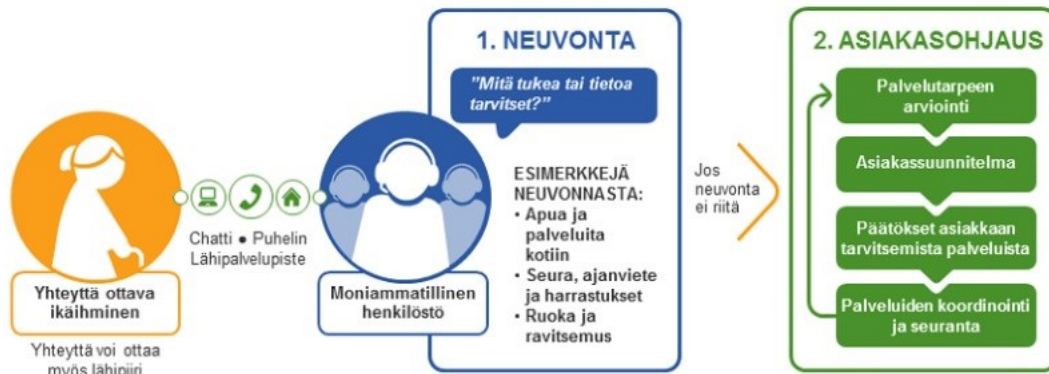 Yhteyttä ottava
ikäihminen
Yhteyttä voi ottaa
myös lähipiiri
Chatti • Puhelin
Lähipalvelupiste
Moniammatillinen
henkilöstö
1. NEUVONTA
"Mitä tukea tai tietoa
tarvitset?"
ESIMERKKEJÄ
NEUVONNASTA:
• Apua ja
palveluita
kotiin
• Seura, ajanviete
ja harrastukset
• Ruoka ja
ravitsemus
Jos
neuvonta
ei riitä
2. ASIAKASOHJAUS
Palvelutarpeen
arviointi
Asiakassuunnitelma
Päätökset asiakkaan
tarvitsemista palveluista
Palveluiden koordinointi
ja seuranta